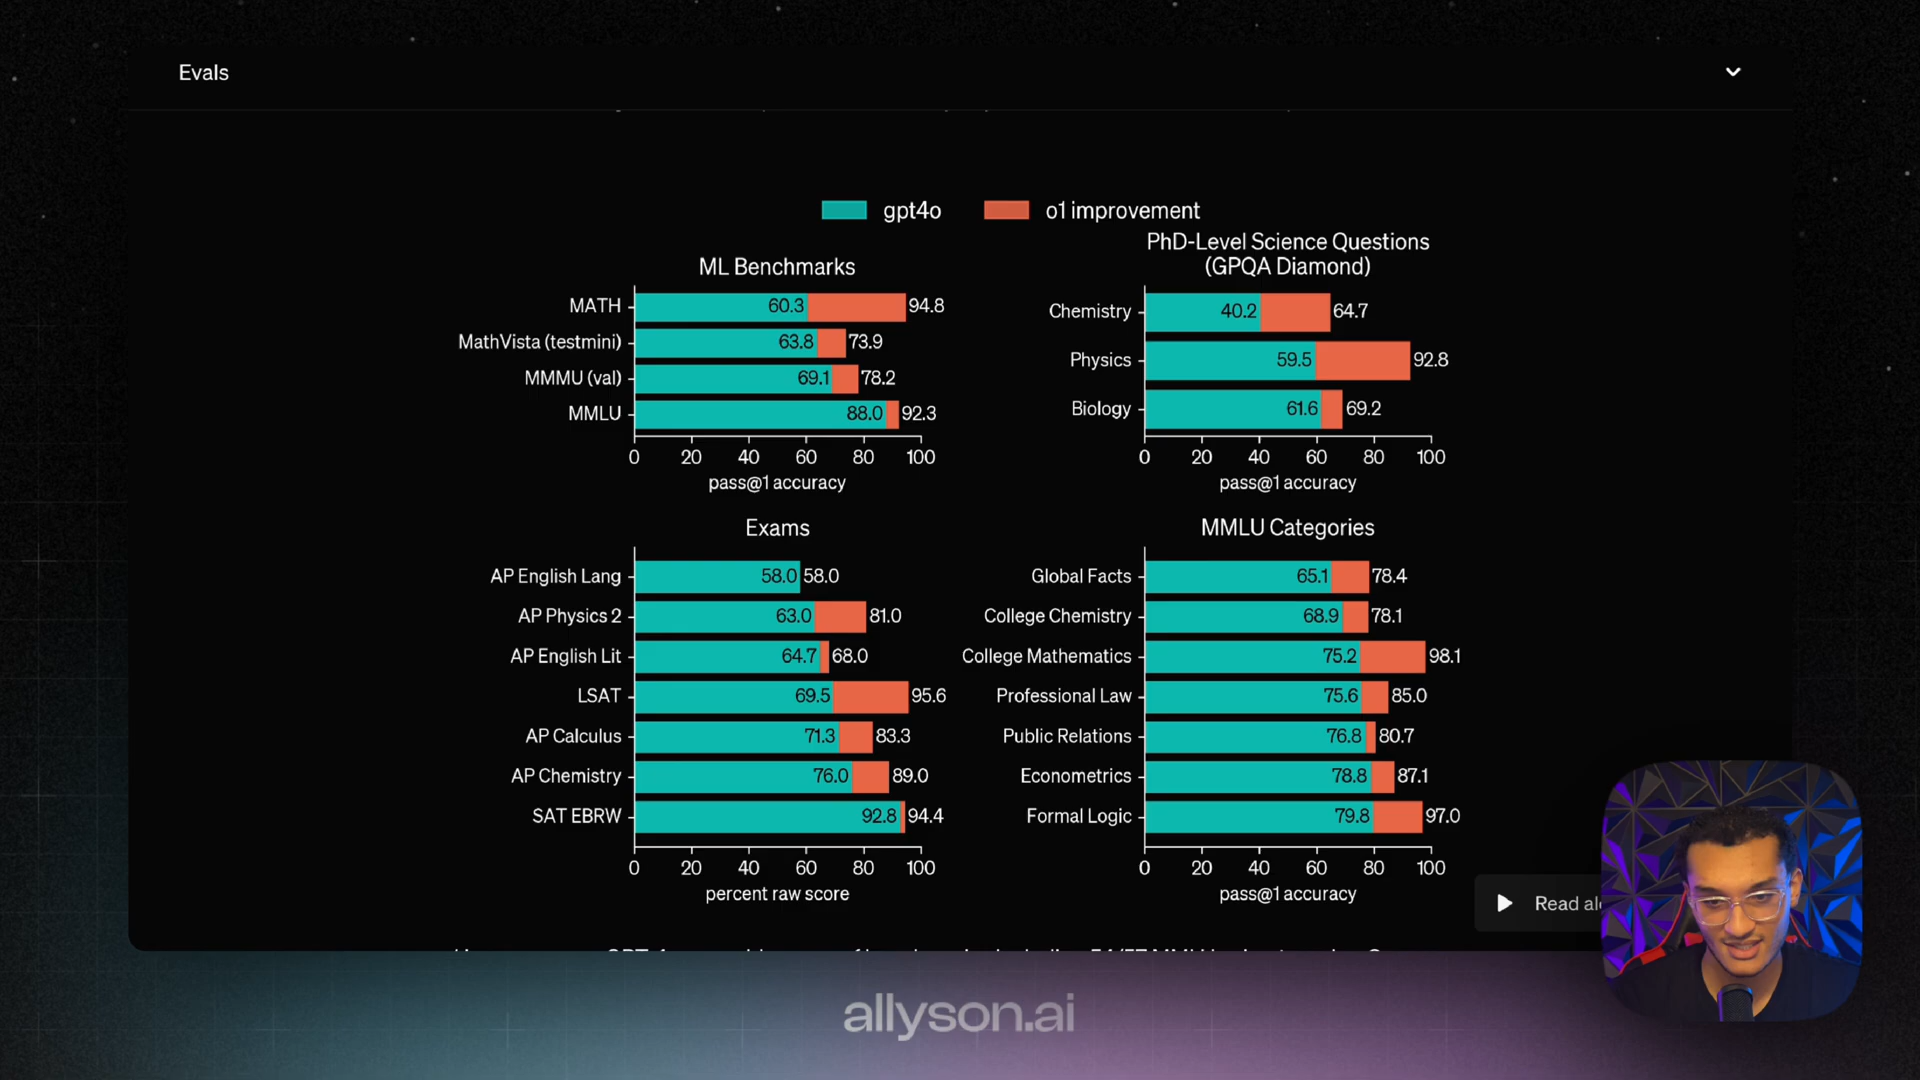 Evals
gpt4o
o1 improvement
ML Benchmarks
MATH 60.3 94.8
MathVista (testmini) 63.8 73.9
MMMU (val) 69.1 78.2
MMLU 88.0 92.3
0 20 40 60 80 100
pass@1 accuracy
PhD-Level Science Questions
(GPQA Diamond)
Chemistry 40.2 64.7
Physics 59.5 92.8
Biology 61.6 69.2
0 20 40 60 80 100
pass@1 accuracy
Exams
AP English Lang 58.0 58.0
AP Physics 2 63.0 81.0
AP English Lit 64.7 68.0
LSAT 69.5 95.6
AP Calculus 71.3 83.3
AP Chemistry 76.0 89.0
SAT EBRW 92.8 94.4
0 20 40 60 80 100
percent raw score
MMLU Categories
Global Facts 65.1 78.4
College Chemistry 68.9 78.1
College Mathematics 75.2 98.1
Professional Law 75.6 85.0
Public Relations 76.8 80.7
Econometrics 78.8 87.1
Formal Logic 79.8 97.0
0 20 40 60 80 100
pass@1 accuracy
Read
allyson.ai